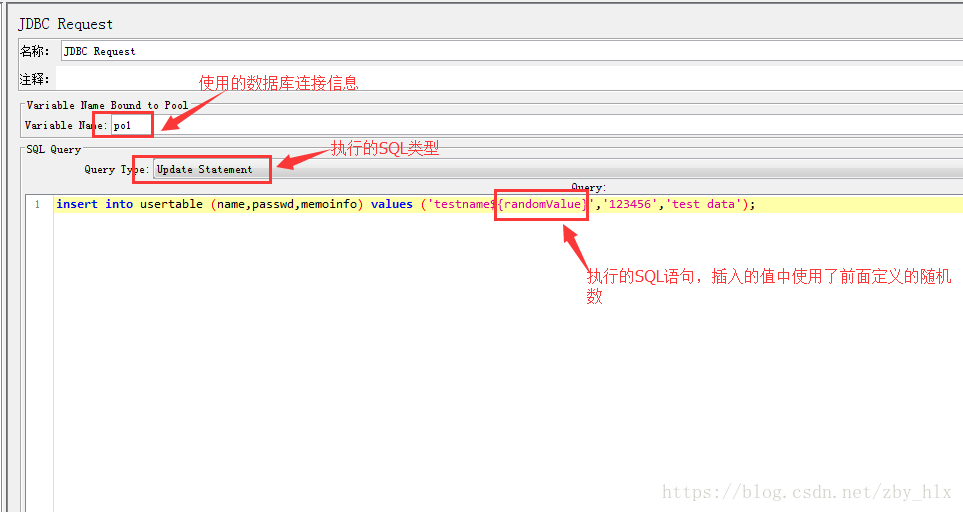 JDBC Request
名称: JDBC Request
注释:
使用的数据库连接信息
Variable Name Bound to Pool
Variable Name: po1
执行的SQL类型
SQL Query
Query Type: Update Statement
Query:
1 insert into usertable (name,passwd,memoinfo) values ('testname${randomValue}','123456','test data');
执行的SQL语句，插入的值中使用了前面定义的随机
数
https://blog.csdn.net/zby_hlx